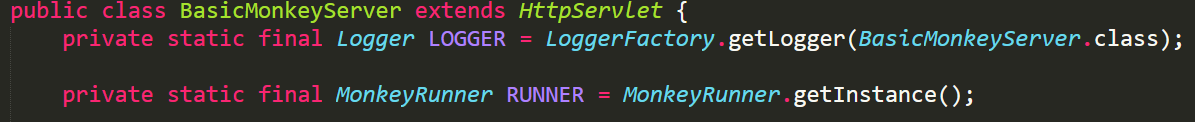 public class BasicMonkeyServer extends HttpServlet {
private static final Logger LOGGER = LoggerFactory.getLogger(BasicMonkeyServer.class);
private static final MonkeyRunner RUNNER = MonkeyRunner.getInstance();